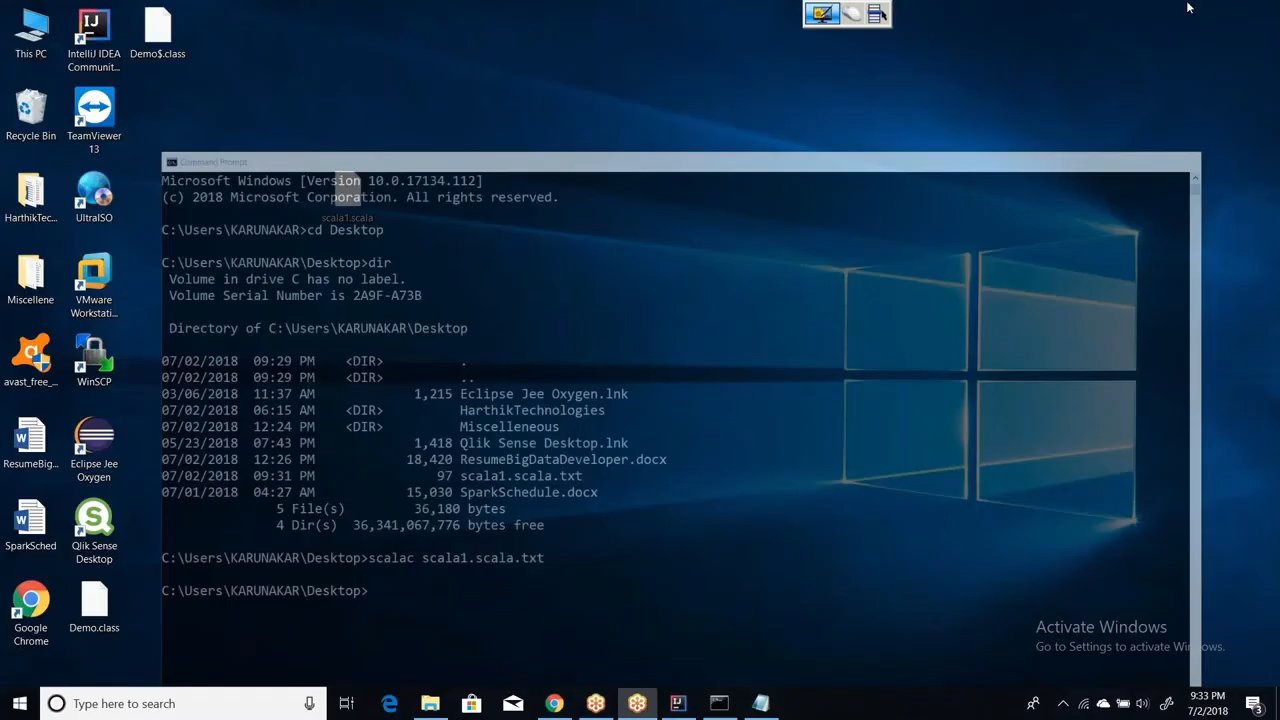 This PC
IntelliJ IDEA
Communit...
Demo$.class
Recycle Bin
TeamViewer
13
HarthikTec...
UltraISO
Miscellene
VMware
Workstati...
avast_free_...
WinSCP
ResumeBig...
Eclipse Jee
Oxygen
SparkSched
Qlik Sense
Desktop
Google
Chrome
Demo.class
scala1.scala
Command Prompt
Microsoft Windows [Version 10.0.17134.112]
(c) 2018 Microsoft Corporation. All rights reserved.
C:\Users\KARUNAKAR>cd Desktop
C:\Users\KARUNAKAR\Desktop>dir
Volume in drive C has no label.
Volume Serial Number is 2A9F-A73B
Directory of C:\Users\KARUNAKAR\Desktop
07/02/2018 09:29 PM <DIR> .
07/02/2018 09:29 PM <DIR> ..
03/06/2018 11:37 AM 1,215 Eclipse Jee Oxygen.lnk
07/02/2018 06:15 AM <DIR> HarthikTechnologies
07/02/2018 12:24 PM <DIR> Miscelleneous
05/23/2018 07:43 PM 1,418 Qlik Sense Desktop.lnk
07/02/2018 12:26 PM 18,420 ResumeBigDataDeveloper.docx
07/02/2018 09:31 PM 97 scala1.scala.txt
07/01/2018 04:27 AM 15,030 SparkSchedule.docx
5 File(s) 36,180 bytes
4 Dir(s) 36,341,067,776 bytes free
C:\Users\KARUNAKAR\Desktop>scalac scala1.scala.txt
C:\Users\KARUNAKAR\Desktop>
Activate Windows
Go to Settings to activate Windows.
Type here to search
9:33 PM
7/2/2018
3